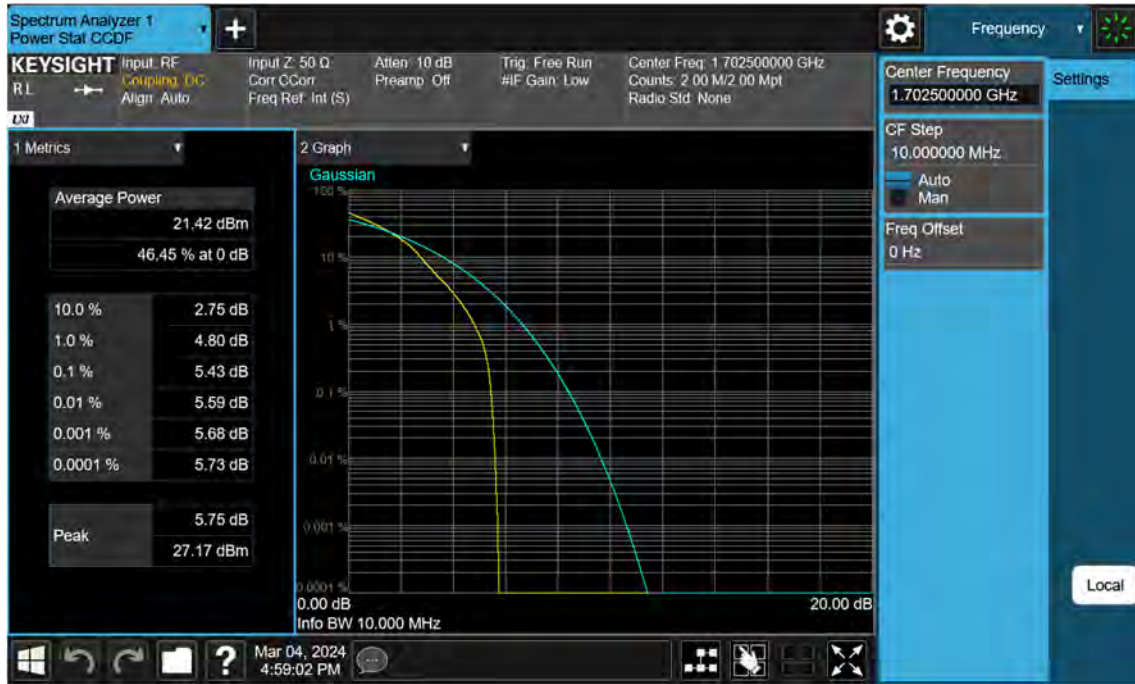 Spectrum Analyzer 1
Power Stat CCDF
Frequency
KEYSIGHT
R L
LXI
Input: RF
Coupling: DC
Align: Auto
Input Z: 50 Ω
Corr CCorr
Freq Ref: Int (S)
Atten: 10 dB
Preamp: Off
Trig: Free Run
#IF Gain: Low
Center Freq: 1.702500000 GHz
Counts: 2.00 M/2.00 Mpt
Radio Std: None
Center Frequency
1.702500000 GHz
Settings
CF Step
10.000000 MHz
Auto
Man
Freq Offset
0 Hz
1 Metrics
Average Power
21.42 dBm
46.45 % at 0 dB
10.0 % 2.75 dB
1.0 % 4.80 dB
0.1 % 5.43 dB
0.01 % 5.59 dB
0.001 % 5.68 dB
0.0001 % 5.73 dB
Peak
5.75 dB
27.17 dBm
2 Graph
Gaussian
100 %
10 %
1 %
0.1 %
0.01 %
0.001 %
0.0001 %
0.00 dB 20.00 dB
Info BW 10.000 MHz
Local
?
Mar 04, 2024
4:59:02 PM